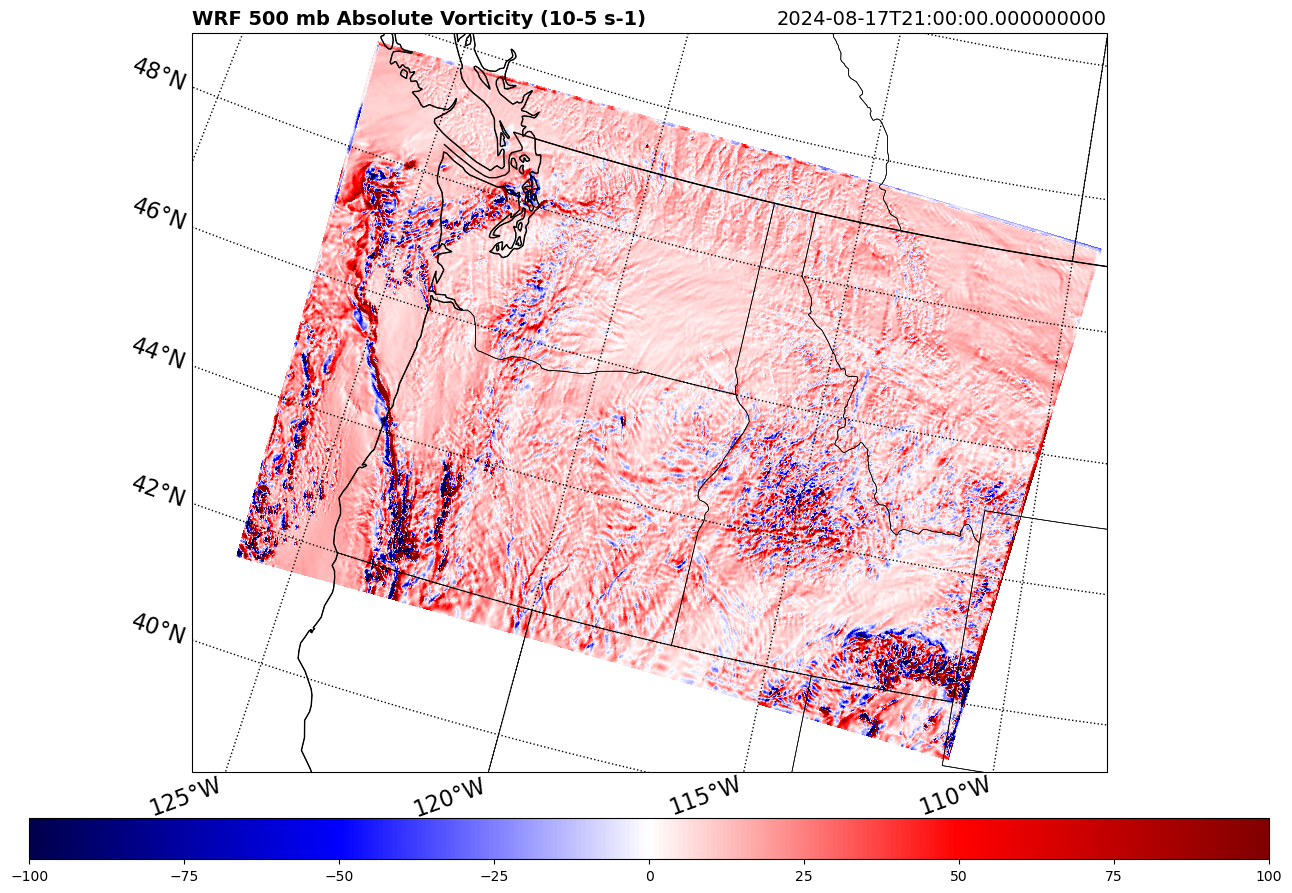 WRF 500 mb Absolute Vorticity (10-5 s-1)
2024-08-17T21:00:00.000000000
48°N
46°N
44°N
42°N
40°N
125°W
120°W
115°W
110°W
−100
−75
−50
−25
0
25
50
75
100